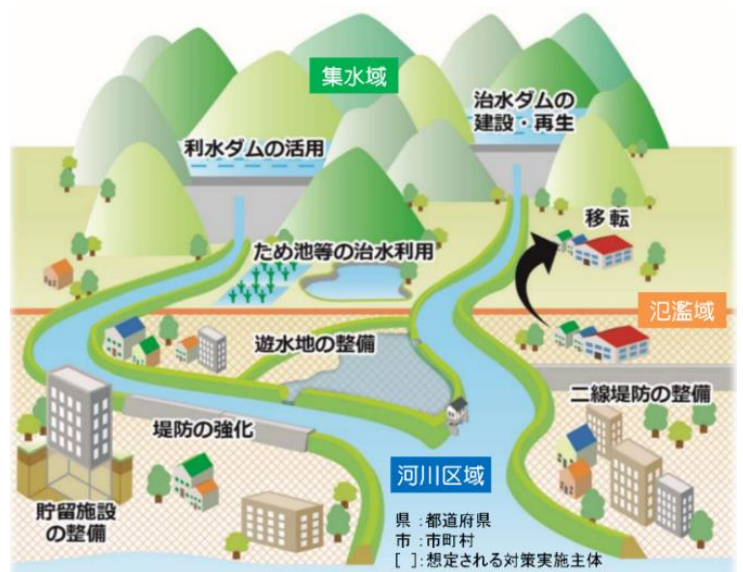 集水域
治水ダムの
建設・再生
利水ダムの活用
移転
ため池等の治水利用
氾濫域
遊水地の整備
二線堤防の整備
堤防の強化
河川区域
貯留施設
の整備
県：都道府県
市：市町村
[ ]：想定される対策実施主体